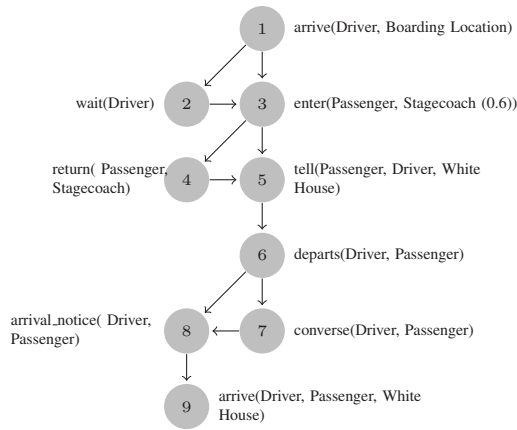 1 arrive(Driver, Boarding Location)
wait(Driver) 2 3 enter(Passenger, Stagecoach (0.6))
return( Passenger,
Stagecoach)
4 5
tell(Passenger, Driver, White
House)
6 departs(Driver, Passenger)
arrival_notice( Driver,
Passenger)
8 7 converse(Driver, Passenger)
9
arrive(Driver, Passenger, White
House)